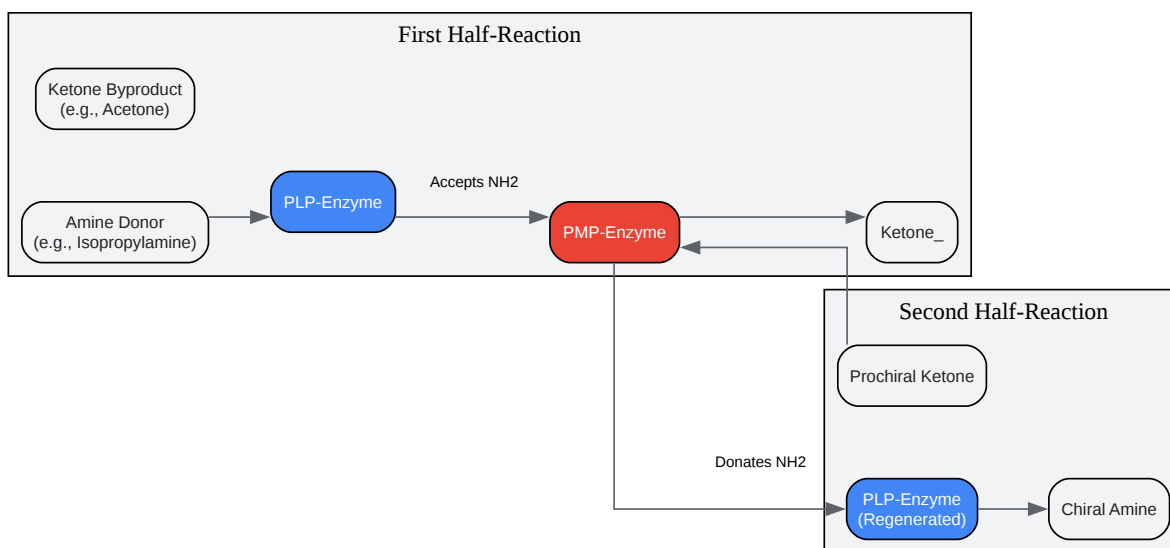 First Half-Reaction
Ketone Byproduct
(e.g., Acetone)
Amine Donor
(e.g., Isopropylamine)
PLP-Enzyme
Accepts NH2
PMP-Enzyme
Ketone_
Second Half-Reaction
Prochiral Ketone
Donates NH2
PLP-Enzyme
(Regenerated)
Chiral Amine